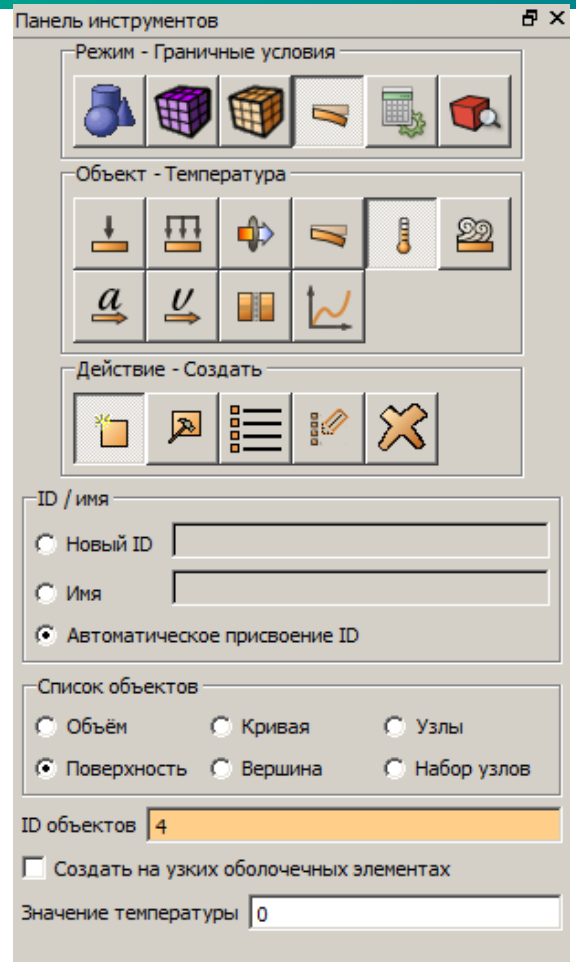 Панель инструментов
Режим - Граничные условия
Объект - Температура
a v
Действие - Создать
ID / имя
Новый ID
Имя
Автоматическое присвоение ID
Список объектов
Объём Кривая Узлы
Поверхность Вершина Набор узлов
ID объектов 4
Создать на узких оболочечных элементах
Значение температуры 0